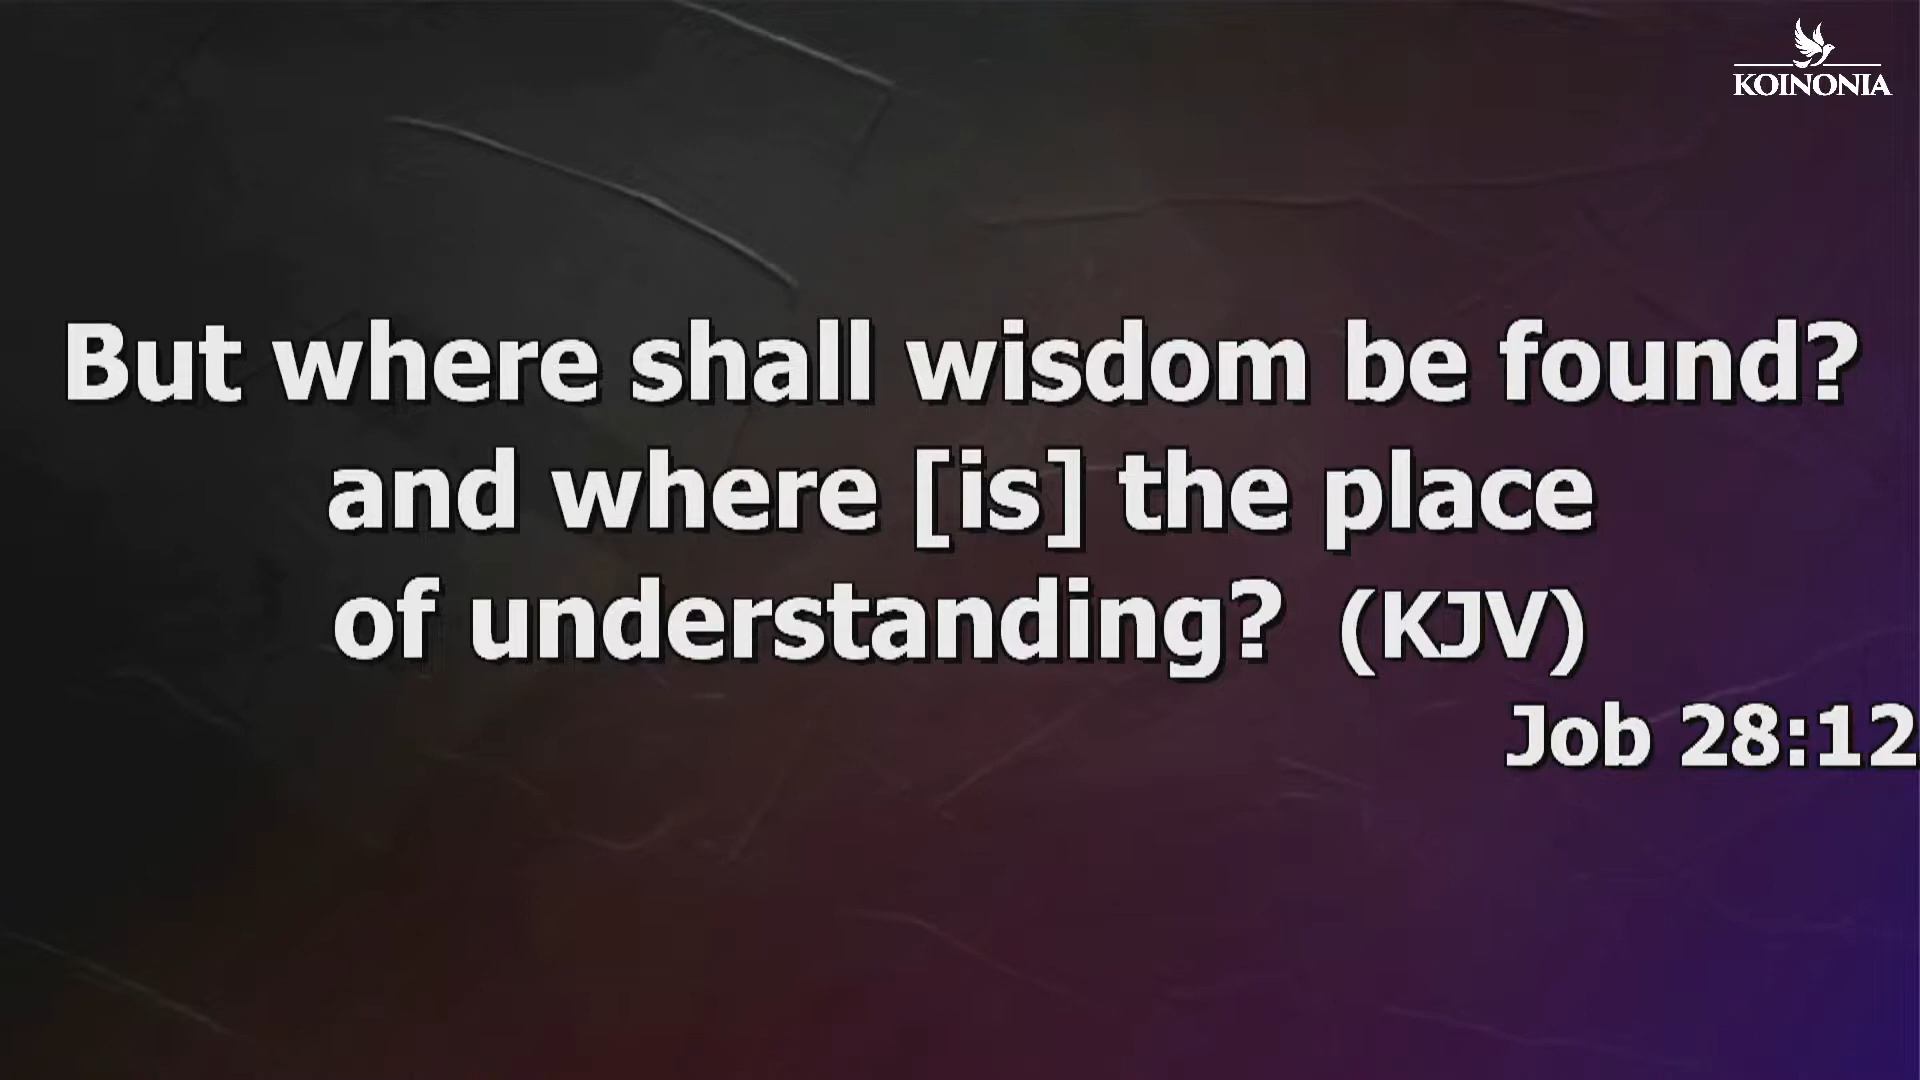 KOINONIA
But where shall wisdom be found?
and where [is] the place
of understanding? (KJV)
Job 28:12